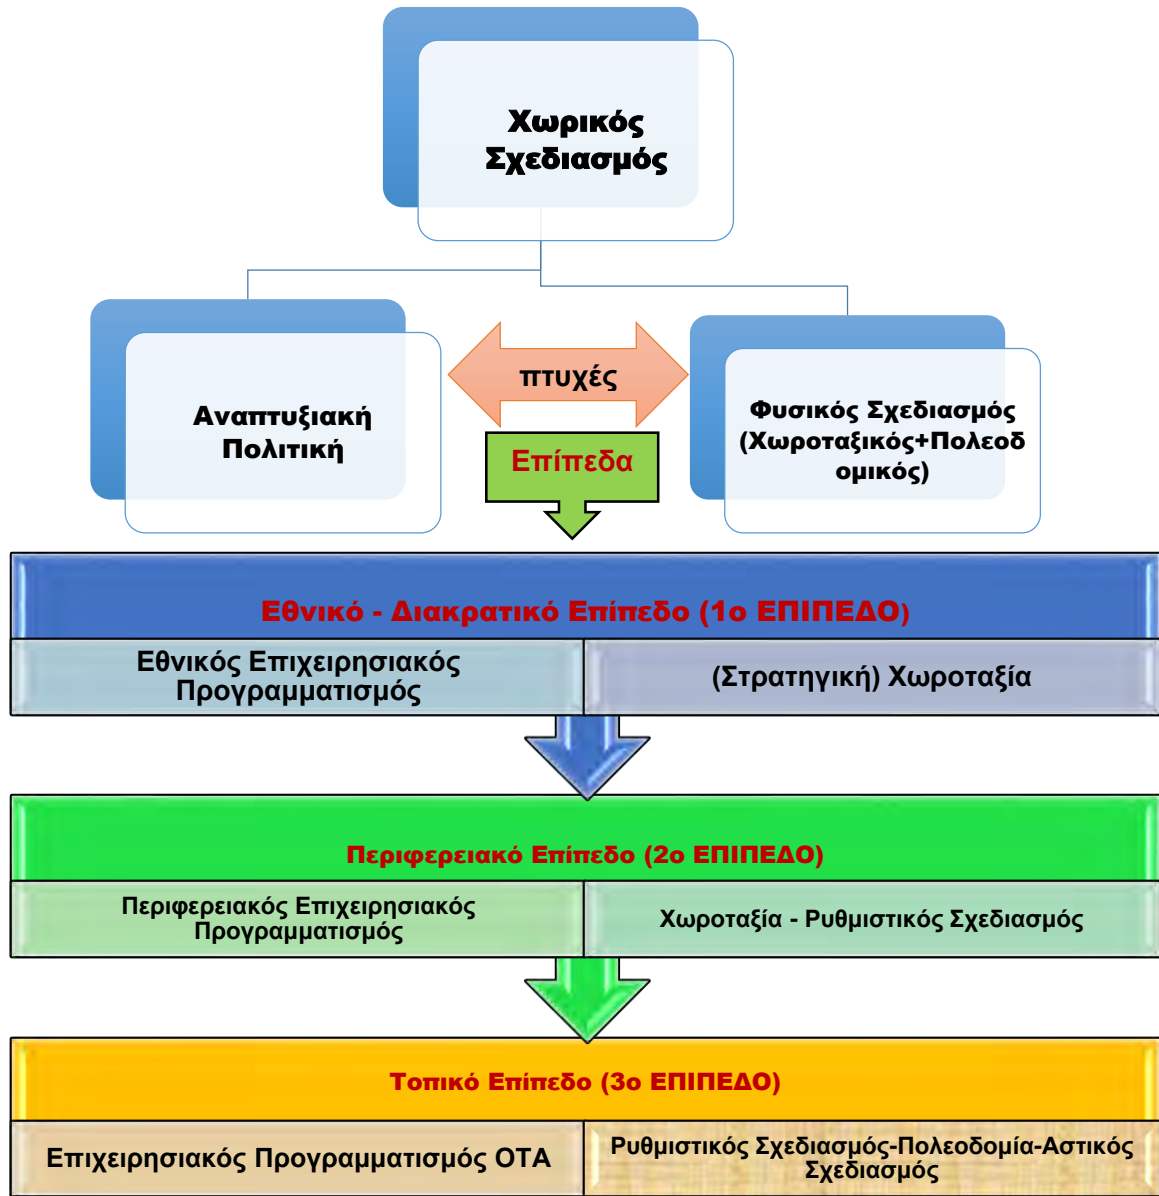 Χωρικός
Σχεδιασμός
Αναπτυξιακή
Πολιτική
πτυχές
Επίπεδα
Φυσικός Σχεδιασμός
(Χωροταξικός+Πολεοδ
ομικός)
Εθνικό - Διακρατικό Επίπεδο (1ο ΕΠΙΠΕΔΟ)
Εθνικός Επιχειρησιακός
Προγραμματισμός
(Στρατηγική) Χωροταξία
Περιφερειακό Επίπεδο (2ο ΕΠΙΠΕΔΟ)
Περιφερειακός Επιχειρησιακός
Προγραμματισμός
Χωροταξία - Ρυθμιστικός Σχεδιασμός
Τοπικό Επίπεδο (3ο ΕΠΙΠΕΔΟ)
Επιχειρησιακός Προγραμματισμός ΟΤΑ
Ρυθμιστικός Σχεδιασμός-Πολεοδομία-Αστικός
Σχεδιασμός